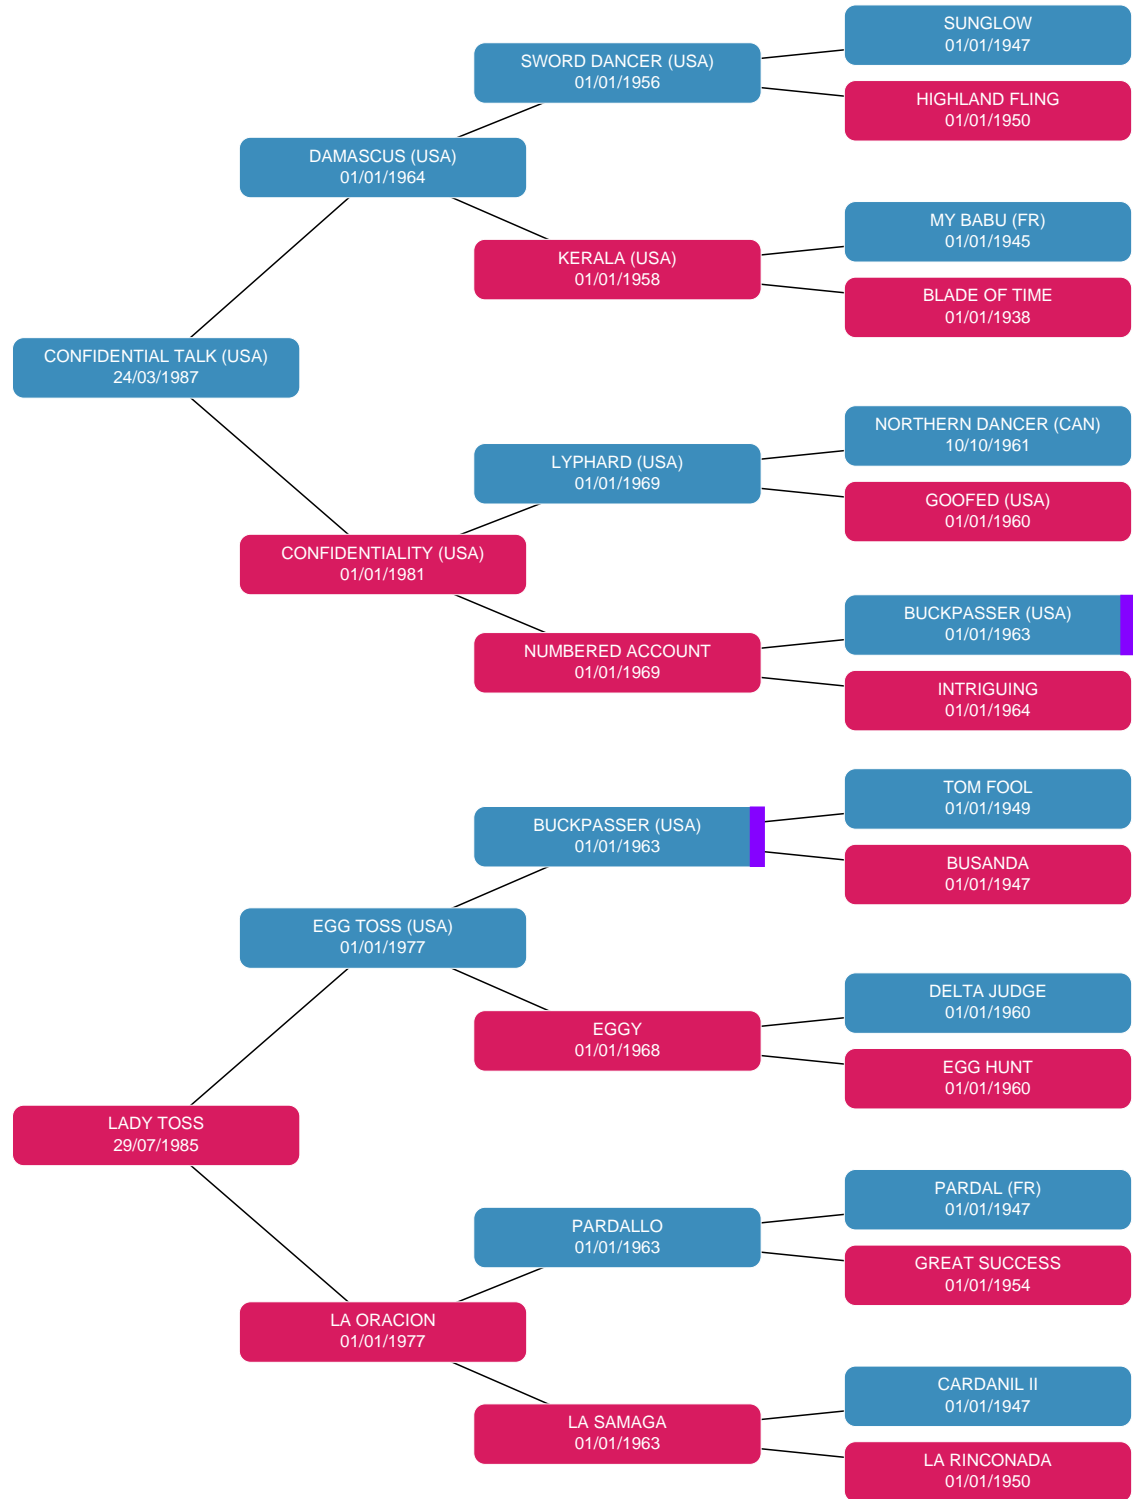 SUNGLOW
01/01/1947
SWORD DANCER (USA)
01/01/1956
HIGHLAND FLING
01/01/1950
DAMASCUS (USA)
01/01/1964
MY BABU (FR)
01/01/1945
KERALA (USA)
01/01/1958
BLADE OF TIME
01/01/1938
CONFIDENTIAL TALK (USA)
24/03/1987
NORTHERN DANCER (CAN)
10/10/1961
LYPHARD (USA)
01/01/1969
GOOFED (USA)
01/01/1960
CONFIDENTIALITY (USA)
01/01/1981
BUCKPASSER (USA)
01/01/1963
NUMBERED ACCOUNT
01/01/1969
INTRIGUING
01/01/1964
TOM FOOL
01/01/1949
BUCKPASSER (USA)
01/01/1963
BUSANDA
01/01/1947
EGG TOSS (USA)
01/01/1977
DELTA JUDGE
01/01/1960
EGGY
01/01/1968
EGG HUNT
01/01/1960
LADY TOSS
29/07/1985
PARDAL (FR)
01/01/1947
PARDALLO
01/01/1963
GREAT SUCCESS
01/01/1954
LA ORACION
01/01/1977
CARDANIL II
01/01/1947
LA SAMAGA
01/01/1963
LA RINCONADA
01/01/1950